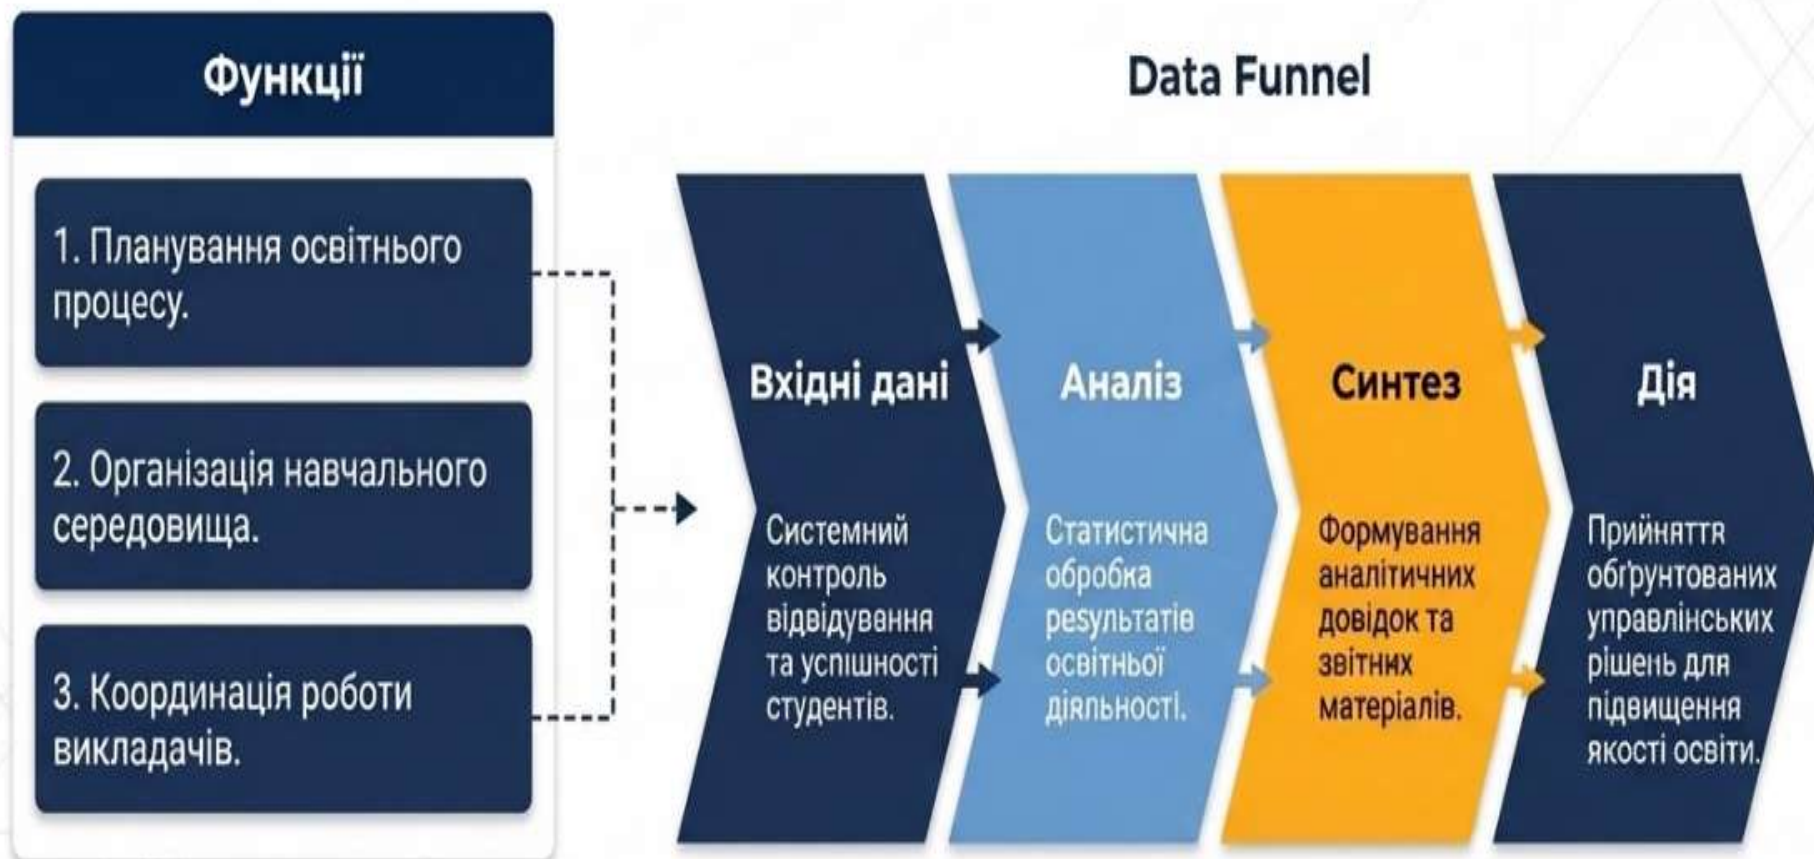 Функції
1. Планування освітнього
процесу.
2. Організація навчального
середовища.
3. Координація роботи
викладачів.
Data Funnel
Вхідні дані
Системний
контроль
відвідування
та успішності
студентів.
Аналіз
Статистична
обробка
результатів
освітньої
діяльності.
Синтез
Формування
аналітичних
довідок та
звітних
матеріалів.
Дія
Прийняття
обґрунтованих
управлінських
рішень для
підвищення
якості освіти.